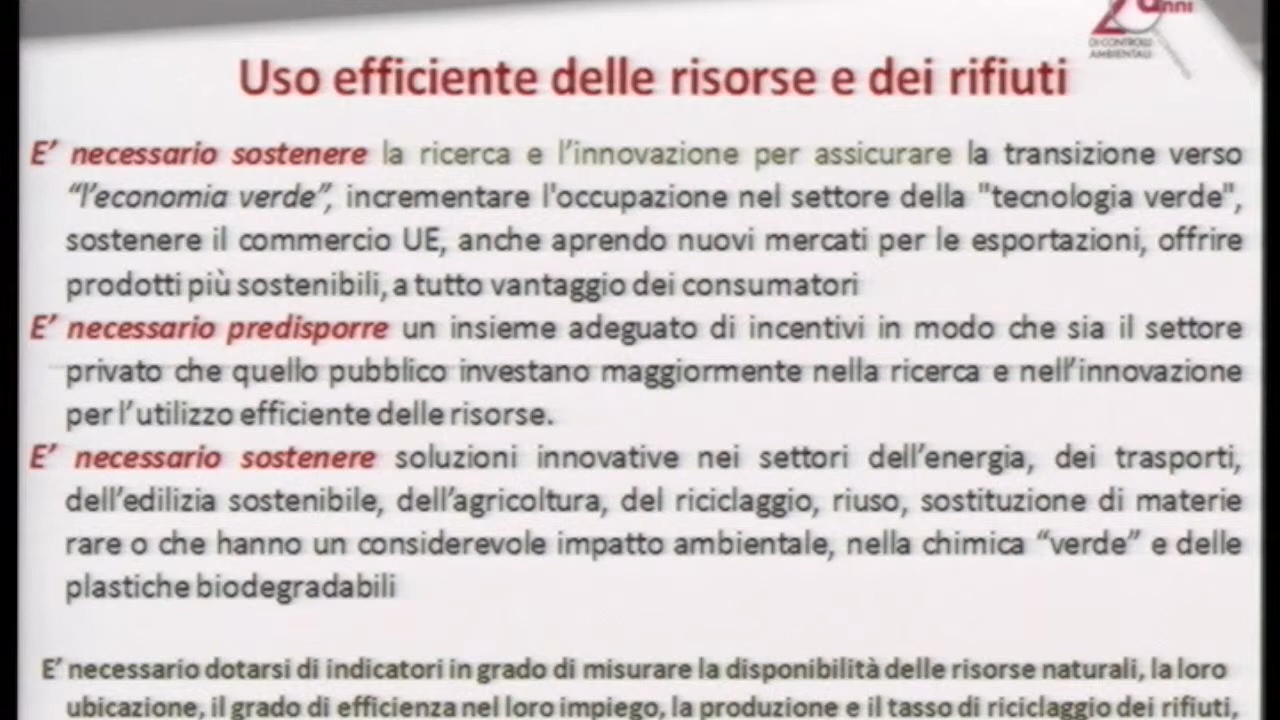 anni
DI CONTROLLI
AMBIENTALI
Uso efficiente delle risorse e dei rifiuti
E’ necessario sostenere la ricerca e l’innovazione per assicurare la transizione verso
“l’economia verde”, incrementare l'occupazione nel settore della "tecnologia verde",
sostenere il commercio UE, anche aprendo nuovi mercati per le esportazioni, offrire
prodotti più sostenibili, a tutto vantaggio dei consumatori
E’ necessario predisporre un insieme adeguato di incentivi in modo che sia il settore
privato che quello pubblico investano maggiormente nella ricerca e nell’innovazione
per l’utilizzo efficiente delle risorse.
E’ necessario sostenere soluzioni innovative nei settori dell’energia, dei trasporti,
dell’edilizia sostenibile, dell’agricoltura, del riciclaggio, riuso, sostituzione di materie
rare o che hanno un considerevole impatto ambientale, nella chimica “verde” e delle
plastiche biodegradabili
E’ necessario dotarsi di indicatori in grado di misurare la disponibilità delle risorse naturali, la loro
ubicazione, il grado di efficienza nel loro impiego, la produzione e il tasso di riciclaggio dei rifiuti,